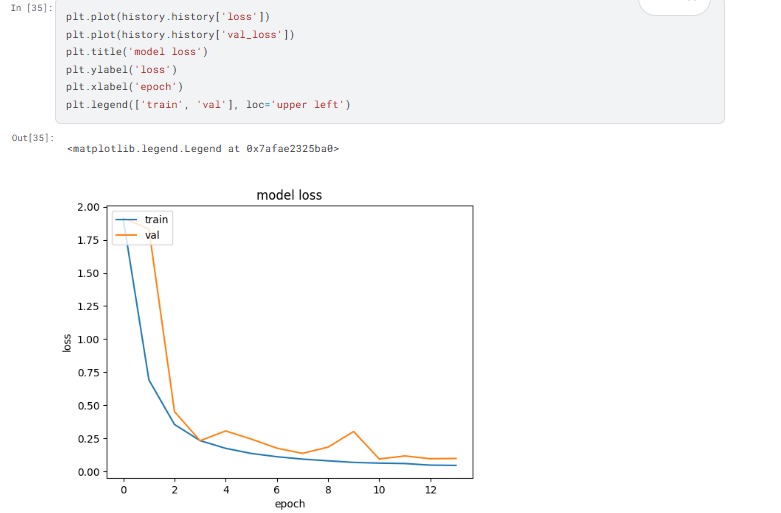 In [35]:
plt.plot(history.history['loss'])
plt.plot(history.history['val_loss'])
plt.title('model loss')
plt.ylabel('loss')
plt.xlabel('epoch')
plt.legend(['train', 'val'], loc='upper left')
Out[35]:
<matplotlib.legend.Legend at 0x7afae2325ba0>
model loss
train
val
2.00
1.75
1.50
1.25
1.00
0.75
0.50
0.25
0.00
loss
0 2 4 6 8 10 12
epoch